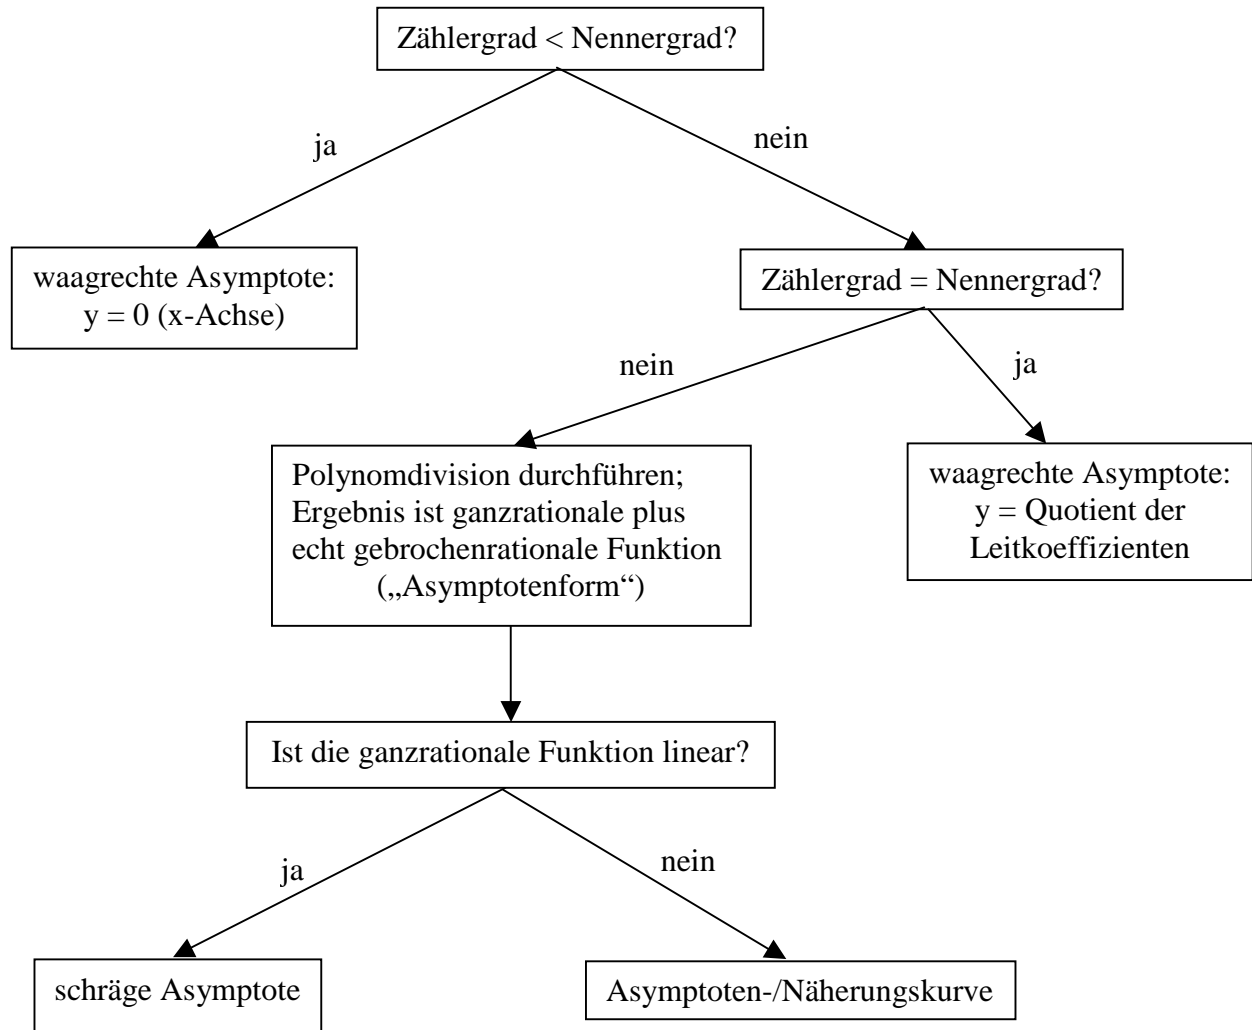 Zählergrad < Nennergrad?
ja
nein
waagrechte Asymptote:
y = 0 (x-Achse)
Zählergrad = Nennergrad?
nein
ja
Polynomdivision durchführen;
Ergebnis ist ganzrationale plus
echt gebrochenrationale Funktion
(„Asymptotenform“)
waagrechte Asymptote:
y = Quotient der
Leitkoeffizienten
Ist die ganzrationale Funktion linear?
ja
nein
schräge Asymptote
Asymptoten-/Näherungskurve